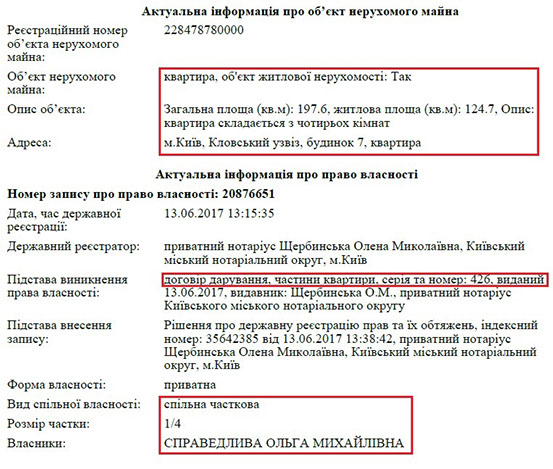 Актуальна інформація про об’єкт нерухомого майна
Реєстраційний номер 228478780000
об’єкта нерухомого
майна:
Об’єкт нерухомого квартира, об'єкт житлової нерухомості: Так
майна:
Опис об’єкта: Загальна площа (кв.м): 197.6, житлова площа (кв.м): 124.7, Опис:
квартира складається з чотирьох кімнат
Адреса: м.Київ, Кловський узвіз, будинок 7, квартира
Актуальна інформація про право власності
Номер запису про право власності: 20876651
Дата, час державної 13.06.2017 13:15:35
реєстрації:
Державний реєстратор: приватний нотаріус Щербинська Олена Миколаївна, Київський
міський нотаріальний округ, м.Київ
Підстава виникнення договір дарування, частини квартири, серія та номер: 426, виданий
права власності: 13.06.2017, видавник: Щербинська О.М., приватний нотаріус
Київського міського нотаріального округу
Підстава внесення Рішення про державну реєстрацію прав та їх обтяжень, індексний
запису: номер: 35642385 від 13.06.2017 13:38:42, приватний нотаріус
Щербинська Олена Миколаївна, Київський міський нотаріальний
округ, м.Київ
Форма власності: приватна
Вид спільної власності: спільна часткова
Розмір частки: 1/4
Власники: СПРАВЕДЛИВА ОЛЬГА МИХАЙЛІВНА